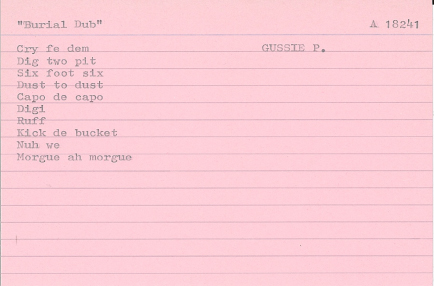 "Burial Dub" A 18241
Cry fe dem GUSSIE P.
Dig two pit
Six foot six
Dust to dust
Capo de capo
Digi
Ruff
Kick de bucket
Nuh we
Morgue ah morgue